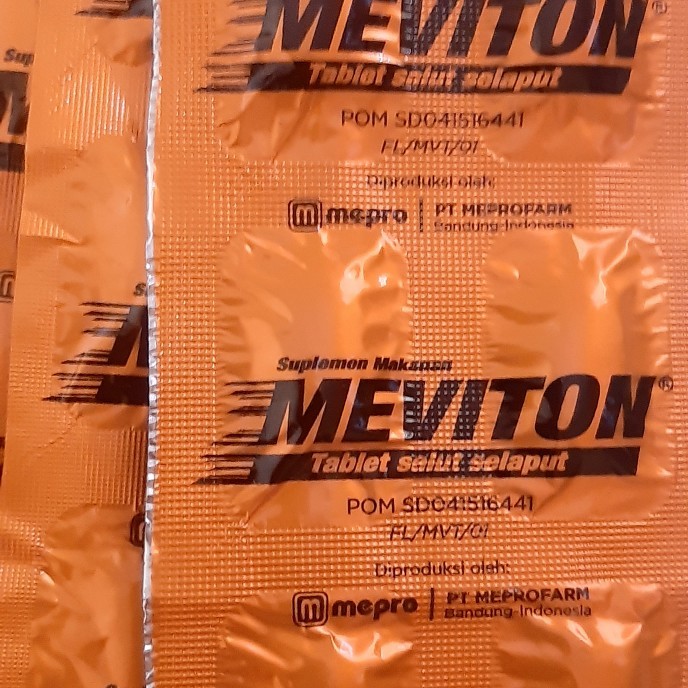 MEVITON®
Tablet salut selaput
POM SD041516441
FL/MVT/01
Diproduksi oleh:
m mepro | PT MEPROFARM
Bandung-Indonesia
Suplemen Makanan
MEVITON®
Tablet salut selaput
POM SD041516441
FL/MVT/01
Diproduksi oleh:
m mepro | PT MEPROFARM
Bandung-Indonesia